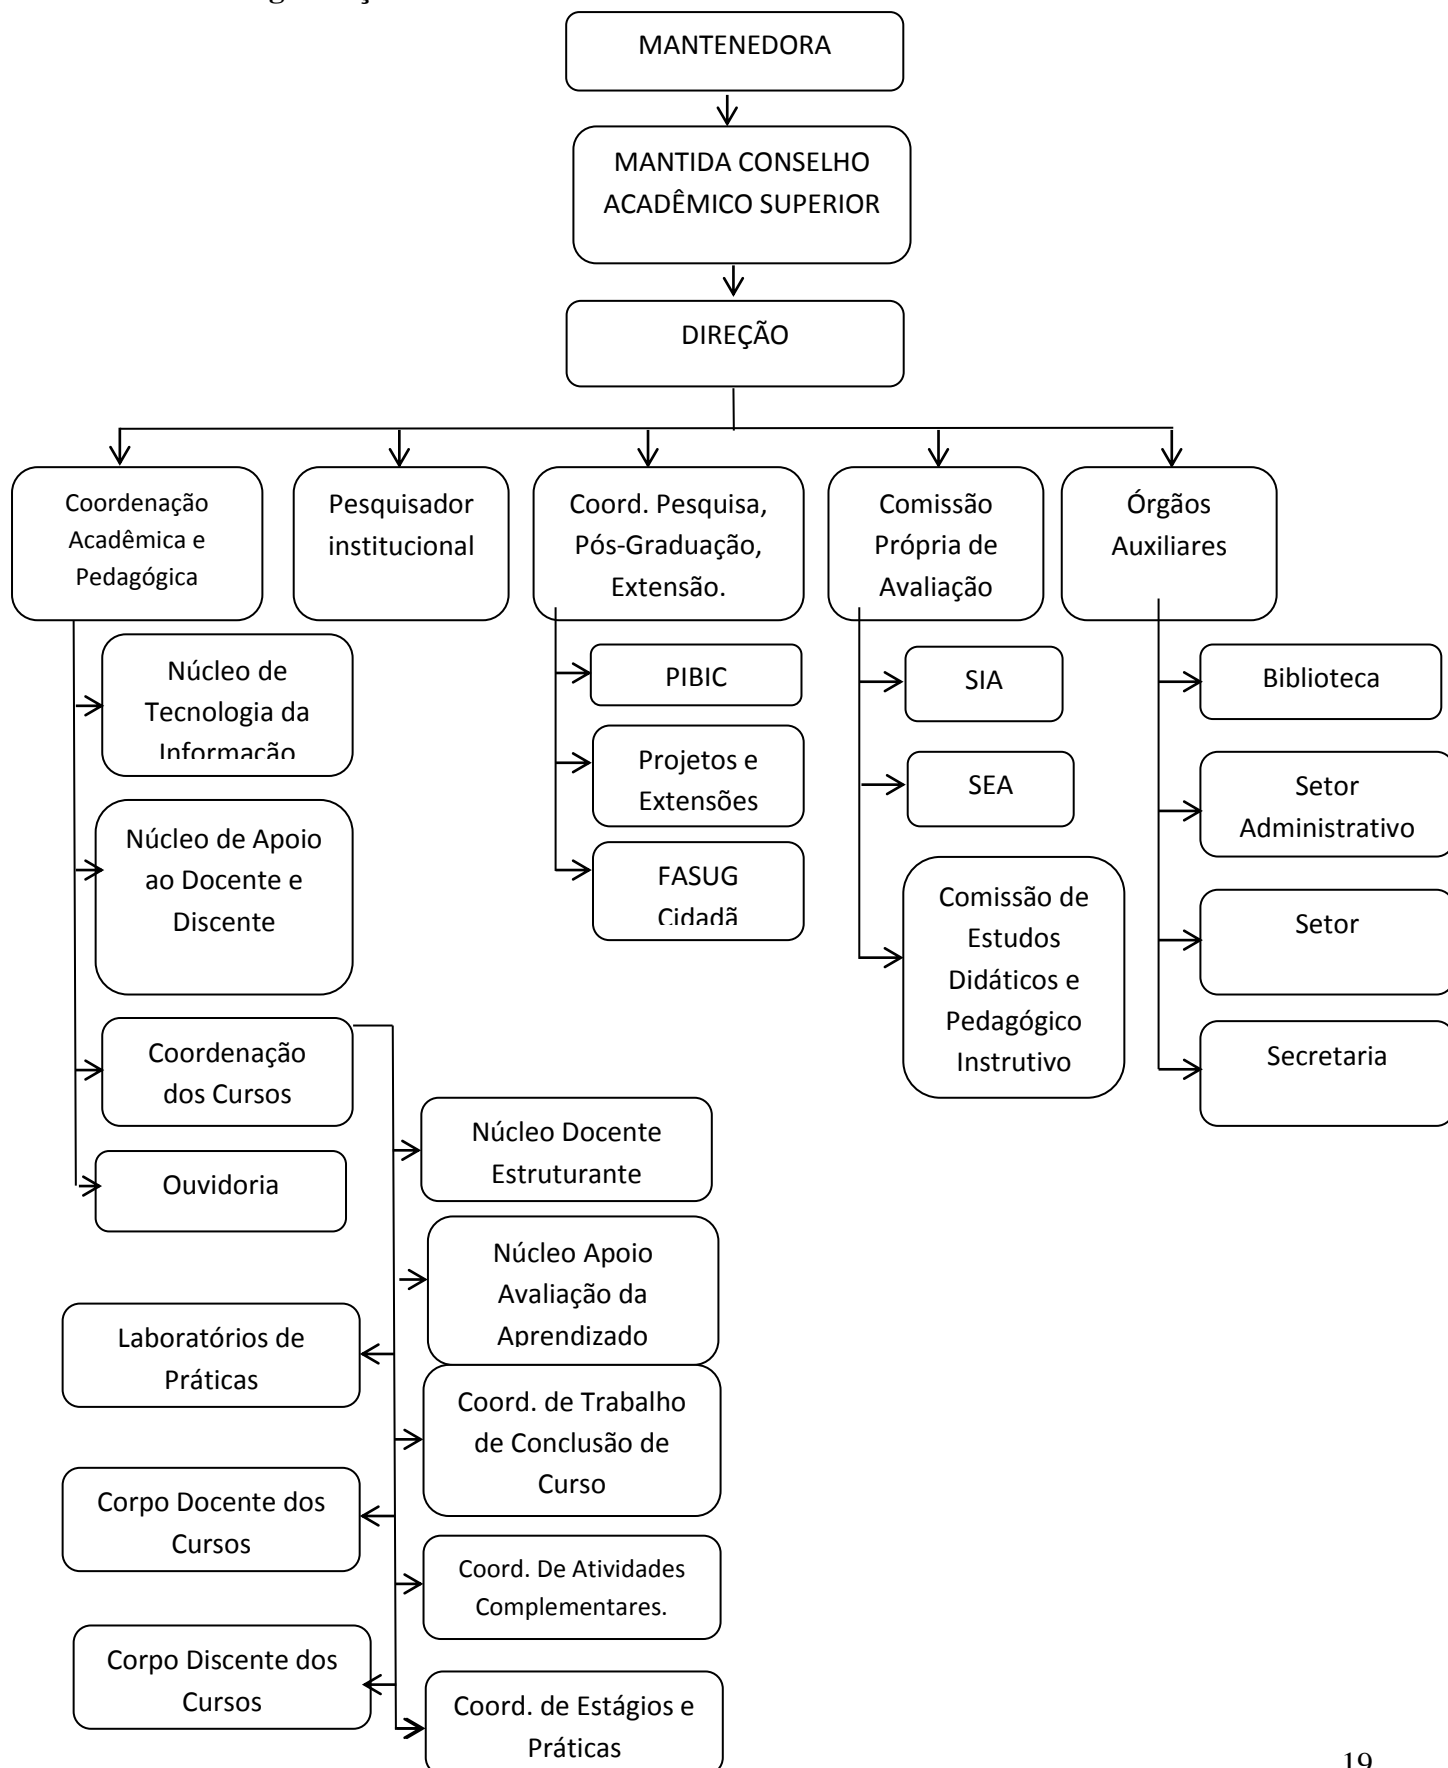 MANTENEDORA
MANTIDA CONSELHO
ACADÊMICO SUPERIOR
DIREÇÃO
Coordenação
Acadêmica e
Pedagógica
Pesquisador
institucional
Coord. Pesquisa,
Pós-Graduação,
Extensão.
Comissão
Própria de
Avaliação
Órgãos
Auxiliares
Núcleo de
Tecnologia da
Informação
Núcleo de Apoio
ao Docente e
Discente
Coordenação
dos Cursos
Ouvidoria
PIBIC
Projetos e
Extensões
FASUG
Cidadã
SIA
SEA
Comissão de
Estudos
Didáticos e
Pedagógico
Instrutivo
Biblioteca
Setor
Administrativo
Setor
Secretaria
Núcleo Docente
Estruturante
Núcleo Apoio
Avaliação da
Aprendizado
Coord. de Trabalho
de Conclusão de
Curso
Coord. De Atividades
Complementares.
Coord. de Estágios e
Práticas
Laboratórios de
Práticas
Corpo Docente dos
Cursos
Corpo Discente dos
Cursos
19